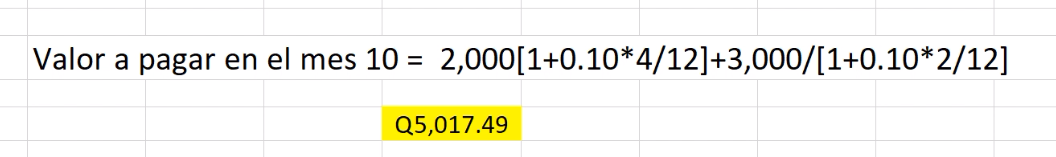 Valor a pagar en el mes 10 = 2,000[1+0.10*4/12]+3,000/[1+0.10*2/12]
Q5,017.49